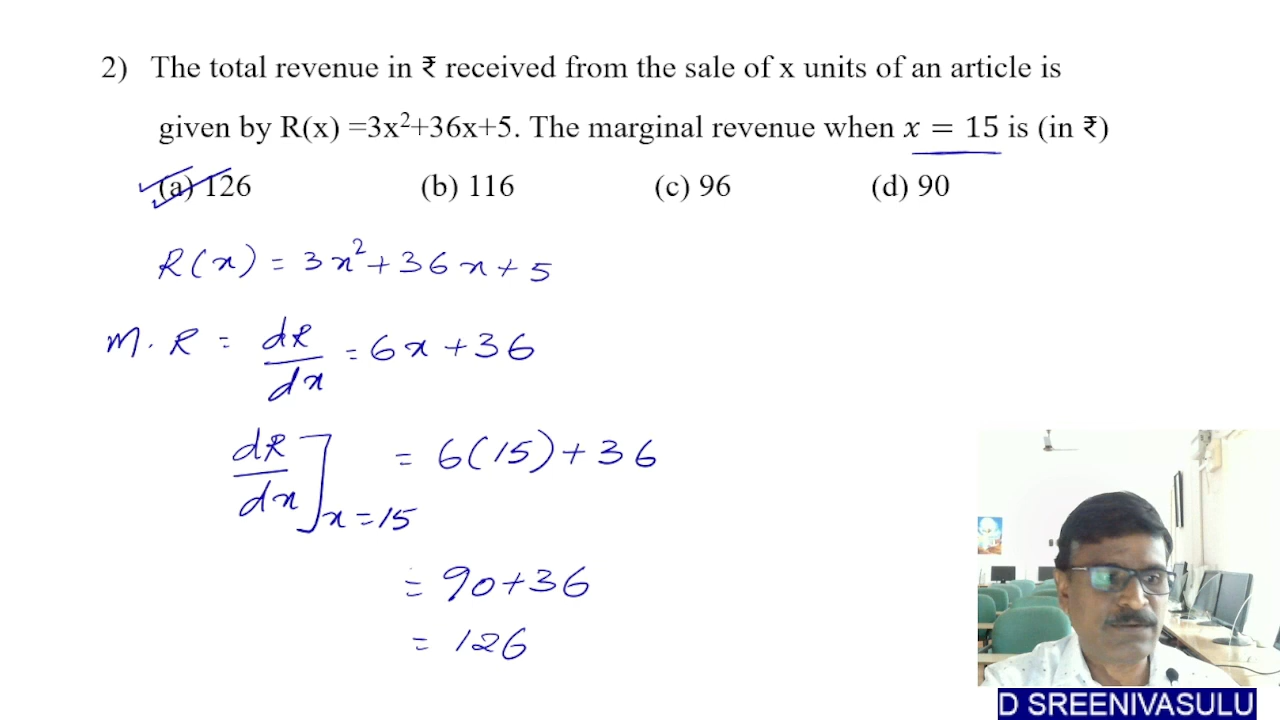 2) The total revenue in ₹ received from the sale of x units of an article is
given by R(x) =3x²+36x+5. The marginal revenue when x = 15 is (in ₹)
(a) 126 (b) 116 (c) 96 (d) 90
R(x) = 3x²+36x+5
M.R = dR/dx = 6x+36
dR/dx]x=15 = 6(15)+36
= 90+36
= 126
D SREENIVASULU